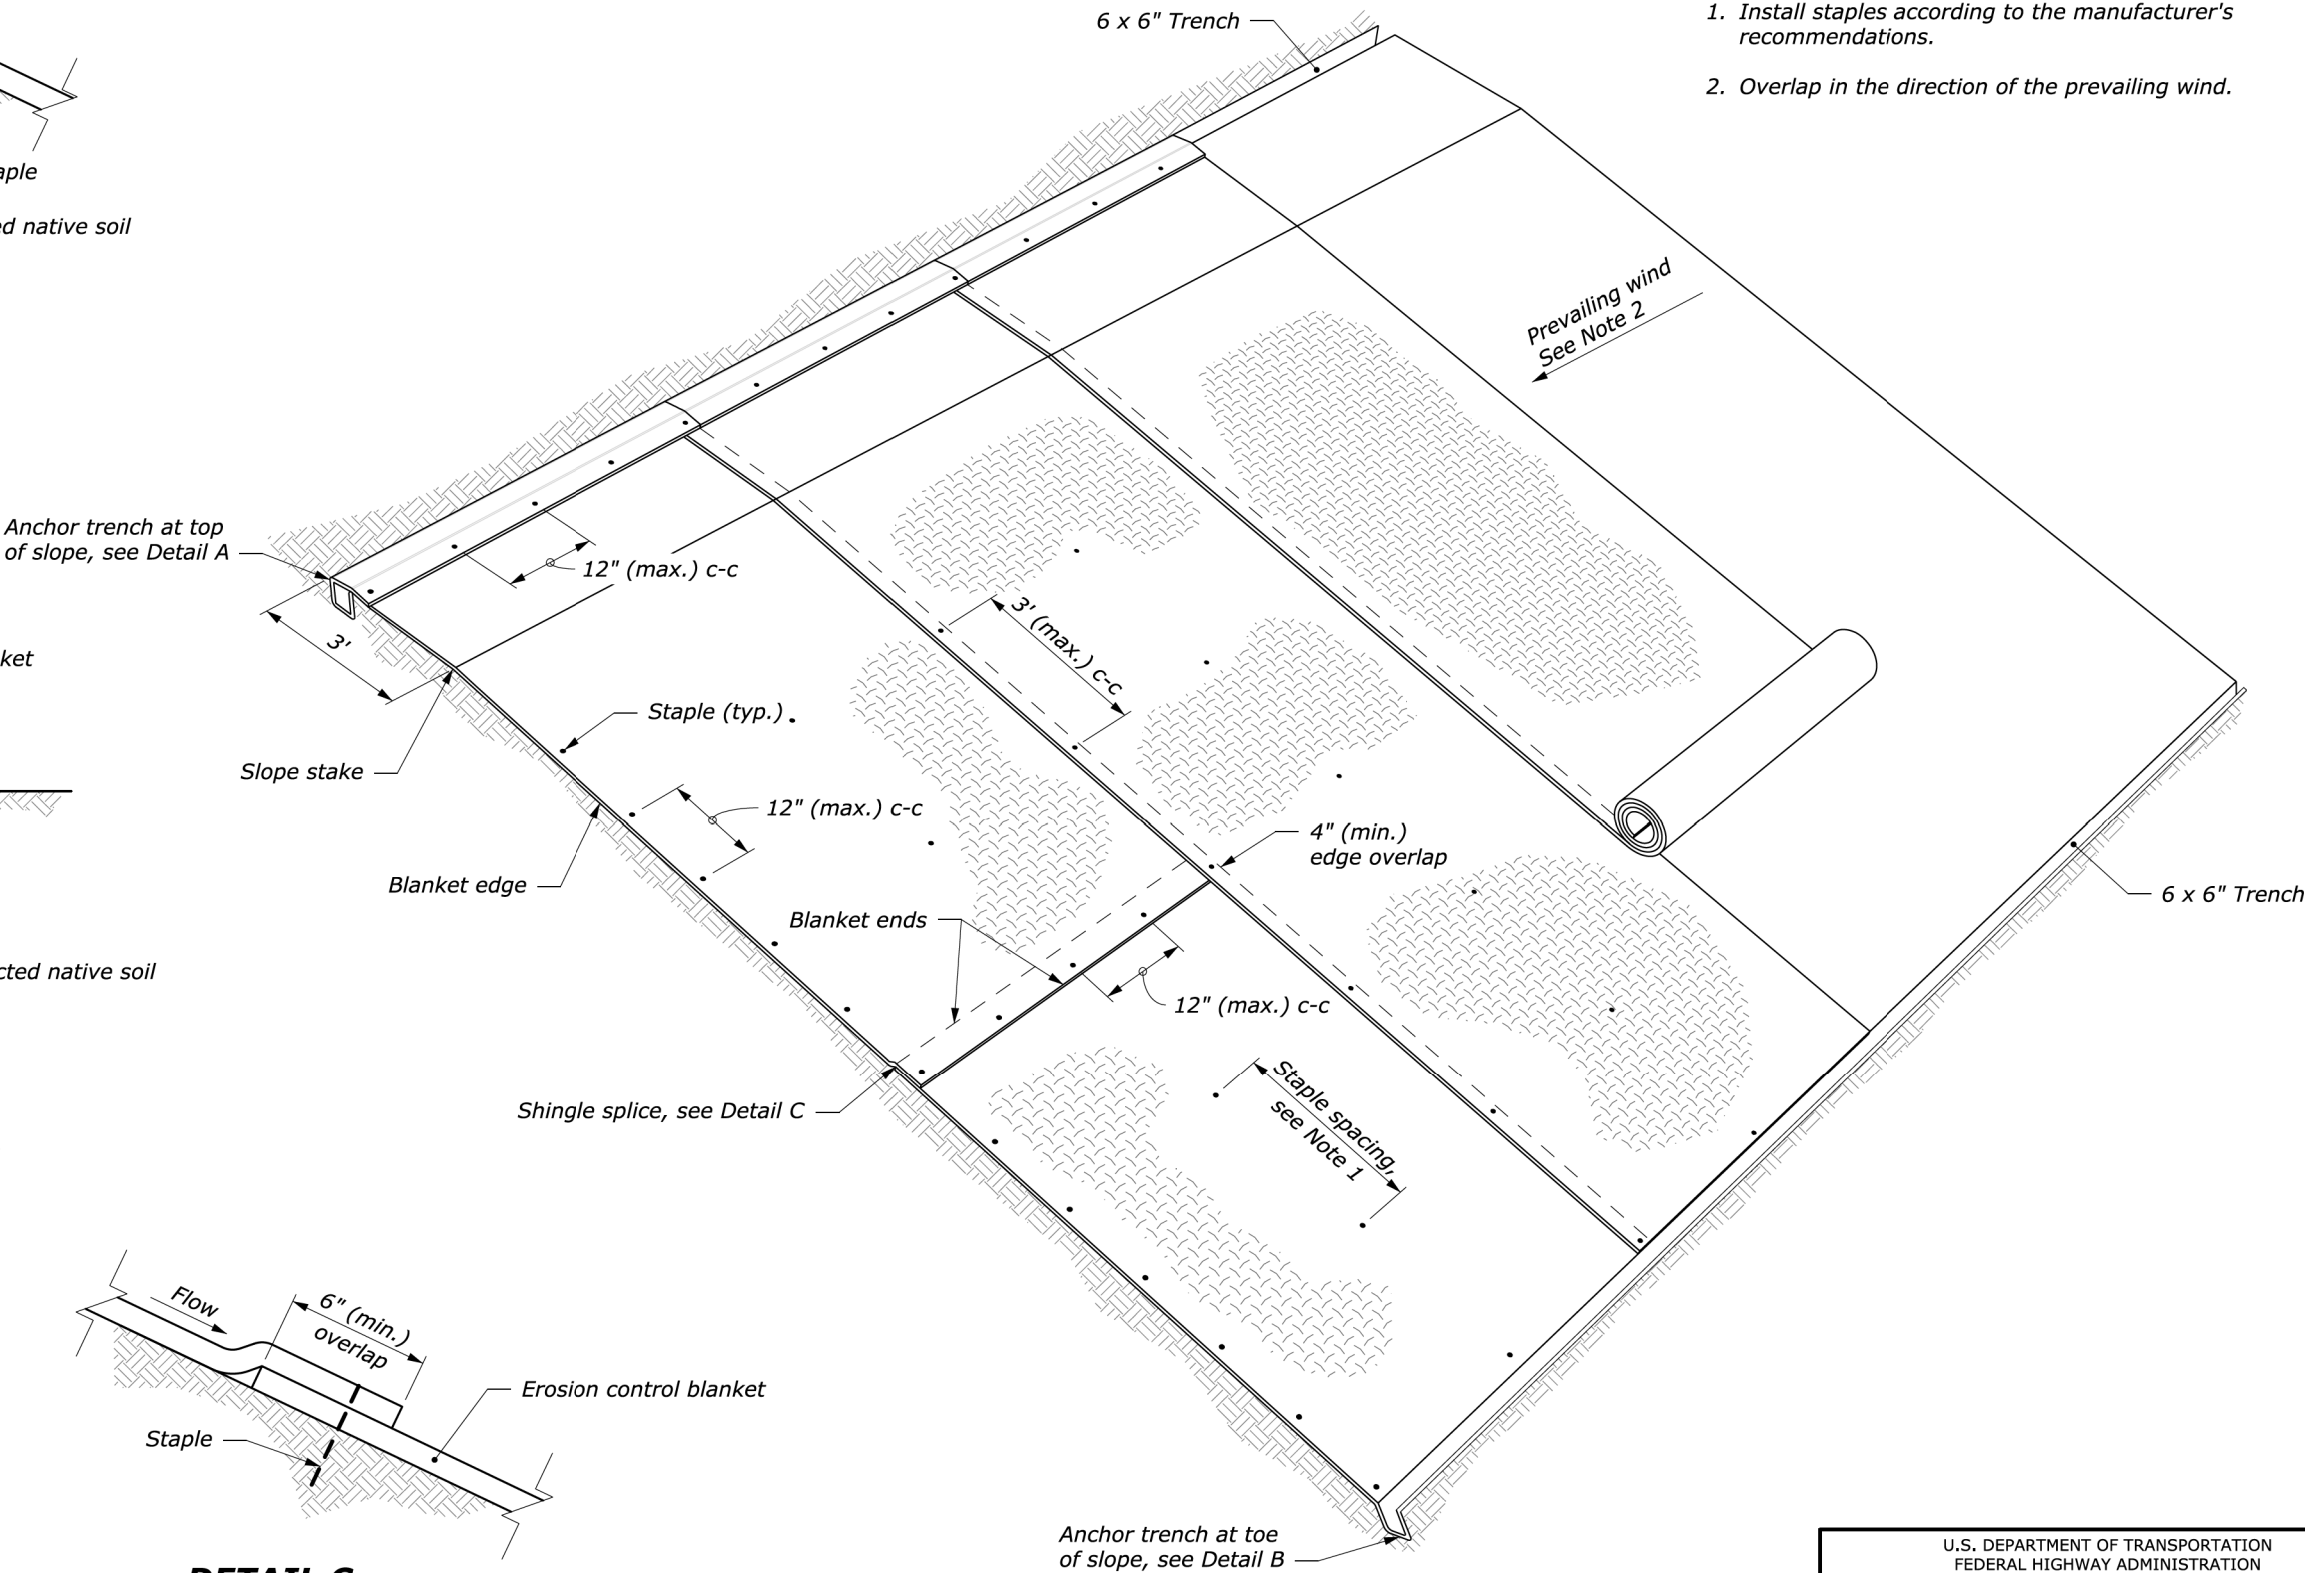 6 x 6" Trench
1. Install staples according to the manufacturer's
recommendations.
2. Overlap in the direction of the prevailing wind.
ed native soil
Prevailing wind
See Note 2
Anchor trench at top
of slope, see Detail A
12" (max.) c-c
3'
3' (max.) c-c
Staple (typ.)
Slope stake
12" (max.) c-c
4" (min.)
edge overlap
Blanket edge
6 x 6" Trench
Blanket ends
cted native soil
12" (max.) c-c
Staple spacing,
see Note 1
Shingle splice, see Detail C
Flow
6" (min.)
overlap
Erosion control blanket
Staple
Anchor trench at toe
of slope, see Detail B
U.S. DEPARTMENT OF TRANSPORTATION
FEDERAL HIGHWAY ADMINISTRATION
DETAIL C